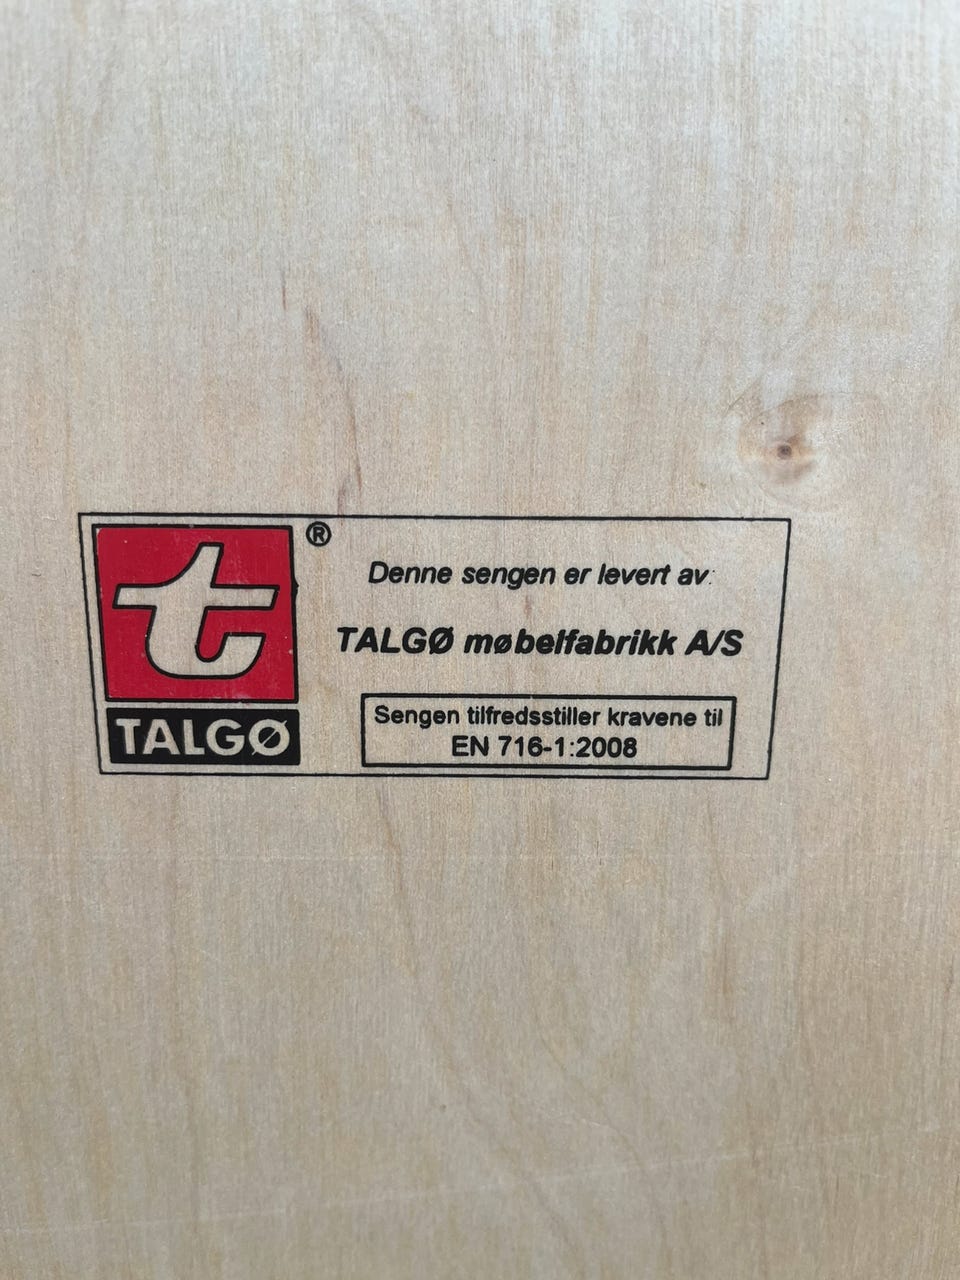 t
®
TALGØ
Denne sengen er levert av:
TALGØ møbelfabrikk A/S
Sengen tilfredsstiller kravene til
EN 716-1:2008